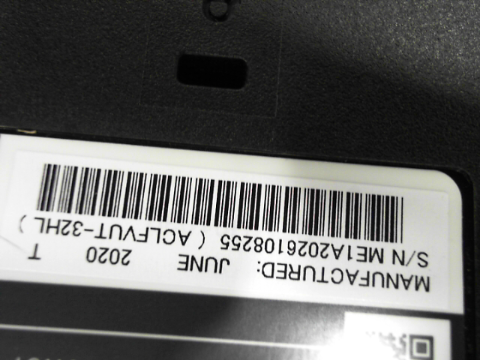 MANUFACTURED: JUNE 2020 T
S/N ME1A2026108255 ( ACLFVUT-32HL )